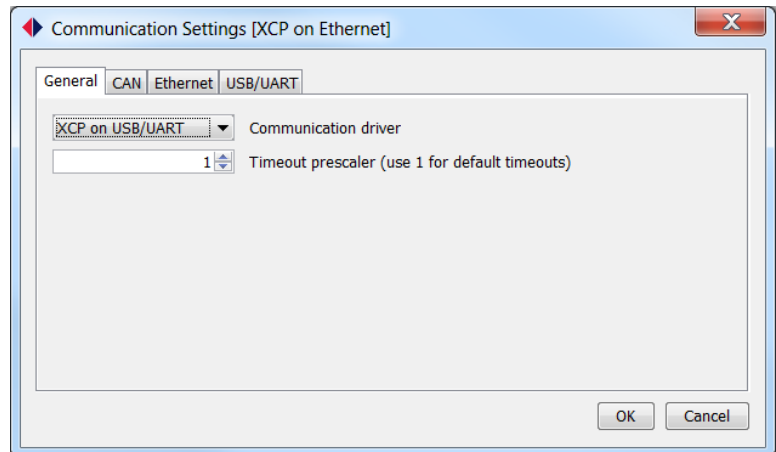 Communication Settings [XCP on Ethernet]
X
General CAN Ethernet USB/UART
XCP on USB/UART Communication driver
1 Timeout prescaler (use 1 for default timeouts)
OK Cancel